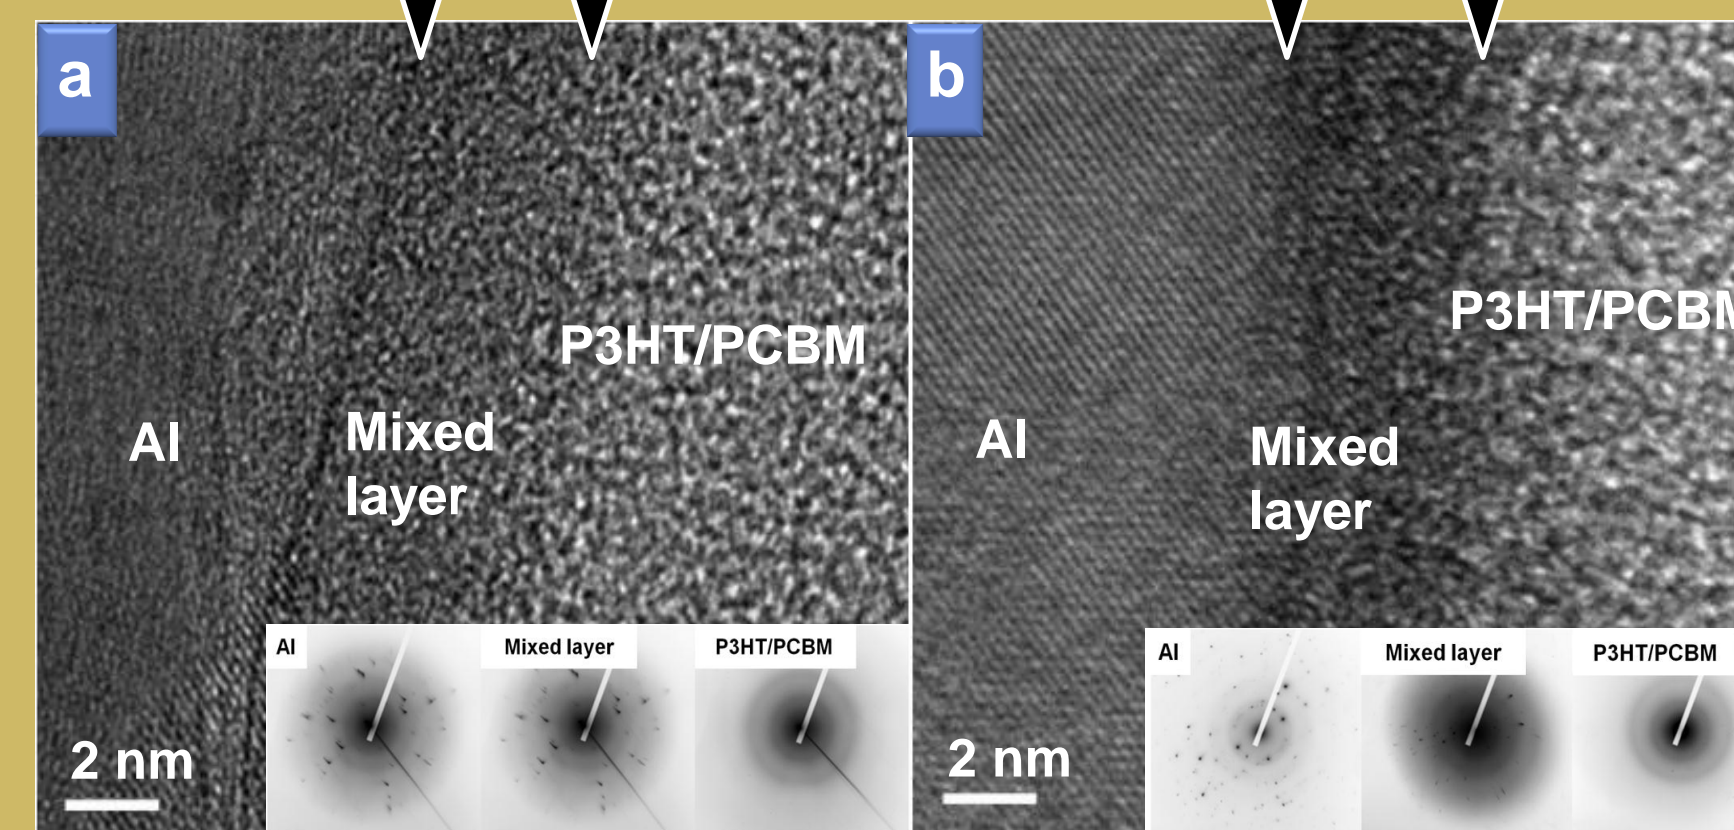 a
b
P3HT/PCBM
P3HT/PCBM
Al
Mixed
layer
Al
Mixed
layer
Al
Mixed layer
P3HT/PCBM
Al
Mixed layer
P3HT/PCBM
2 nm
2 nm